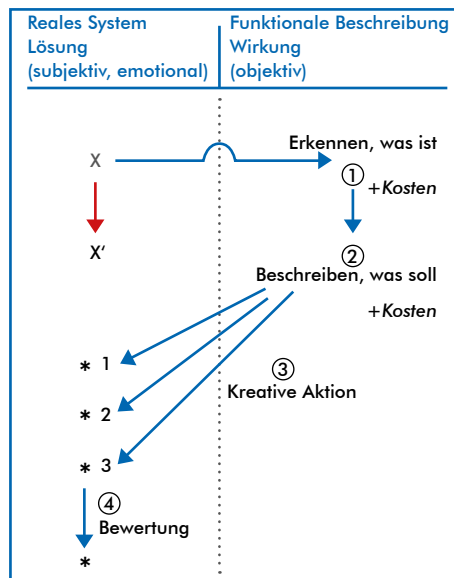 Reales System
Lösung
(subjektiv, emotional)
Funktionale Beschreibung
Wirkung
(objektiv)
X
Erkennen, was ist
①
+Kosten
X‘
②
Beschreiben, was soll
+Kosten
* 1
③
Kreative Aktion
* 2
* 3
④
Bewertung
*